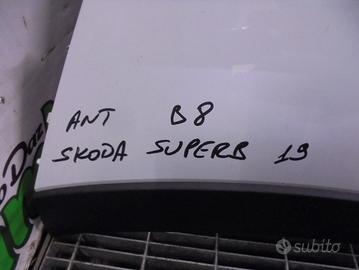 ANT B8
SKODA SUPERB 19
subito